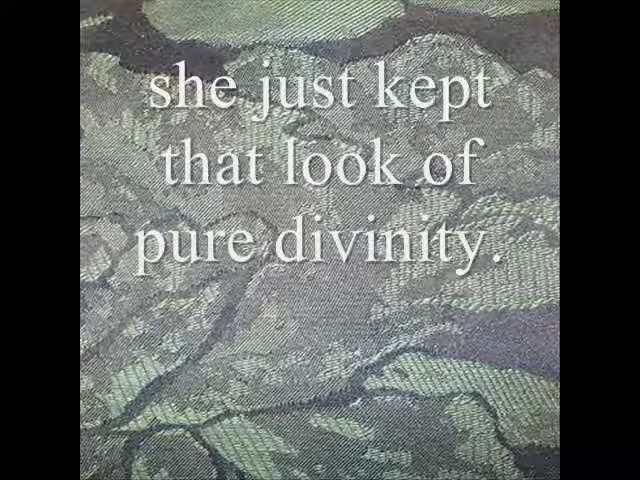 she just kept
that look of
pure divinity.